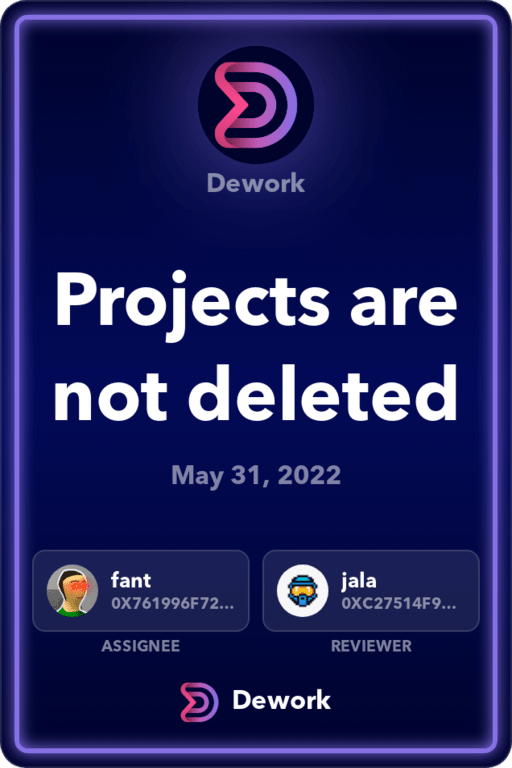 Dework
Projects are
not deleted
May 31, 2022
fant
0X761996F72...
ASSIGNEE
jala
0XC27514F9...
REVIEWER
Dework